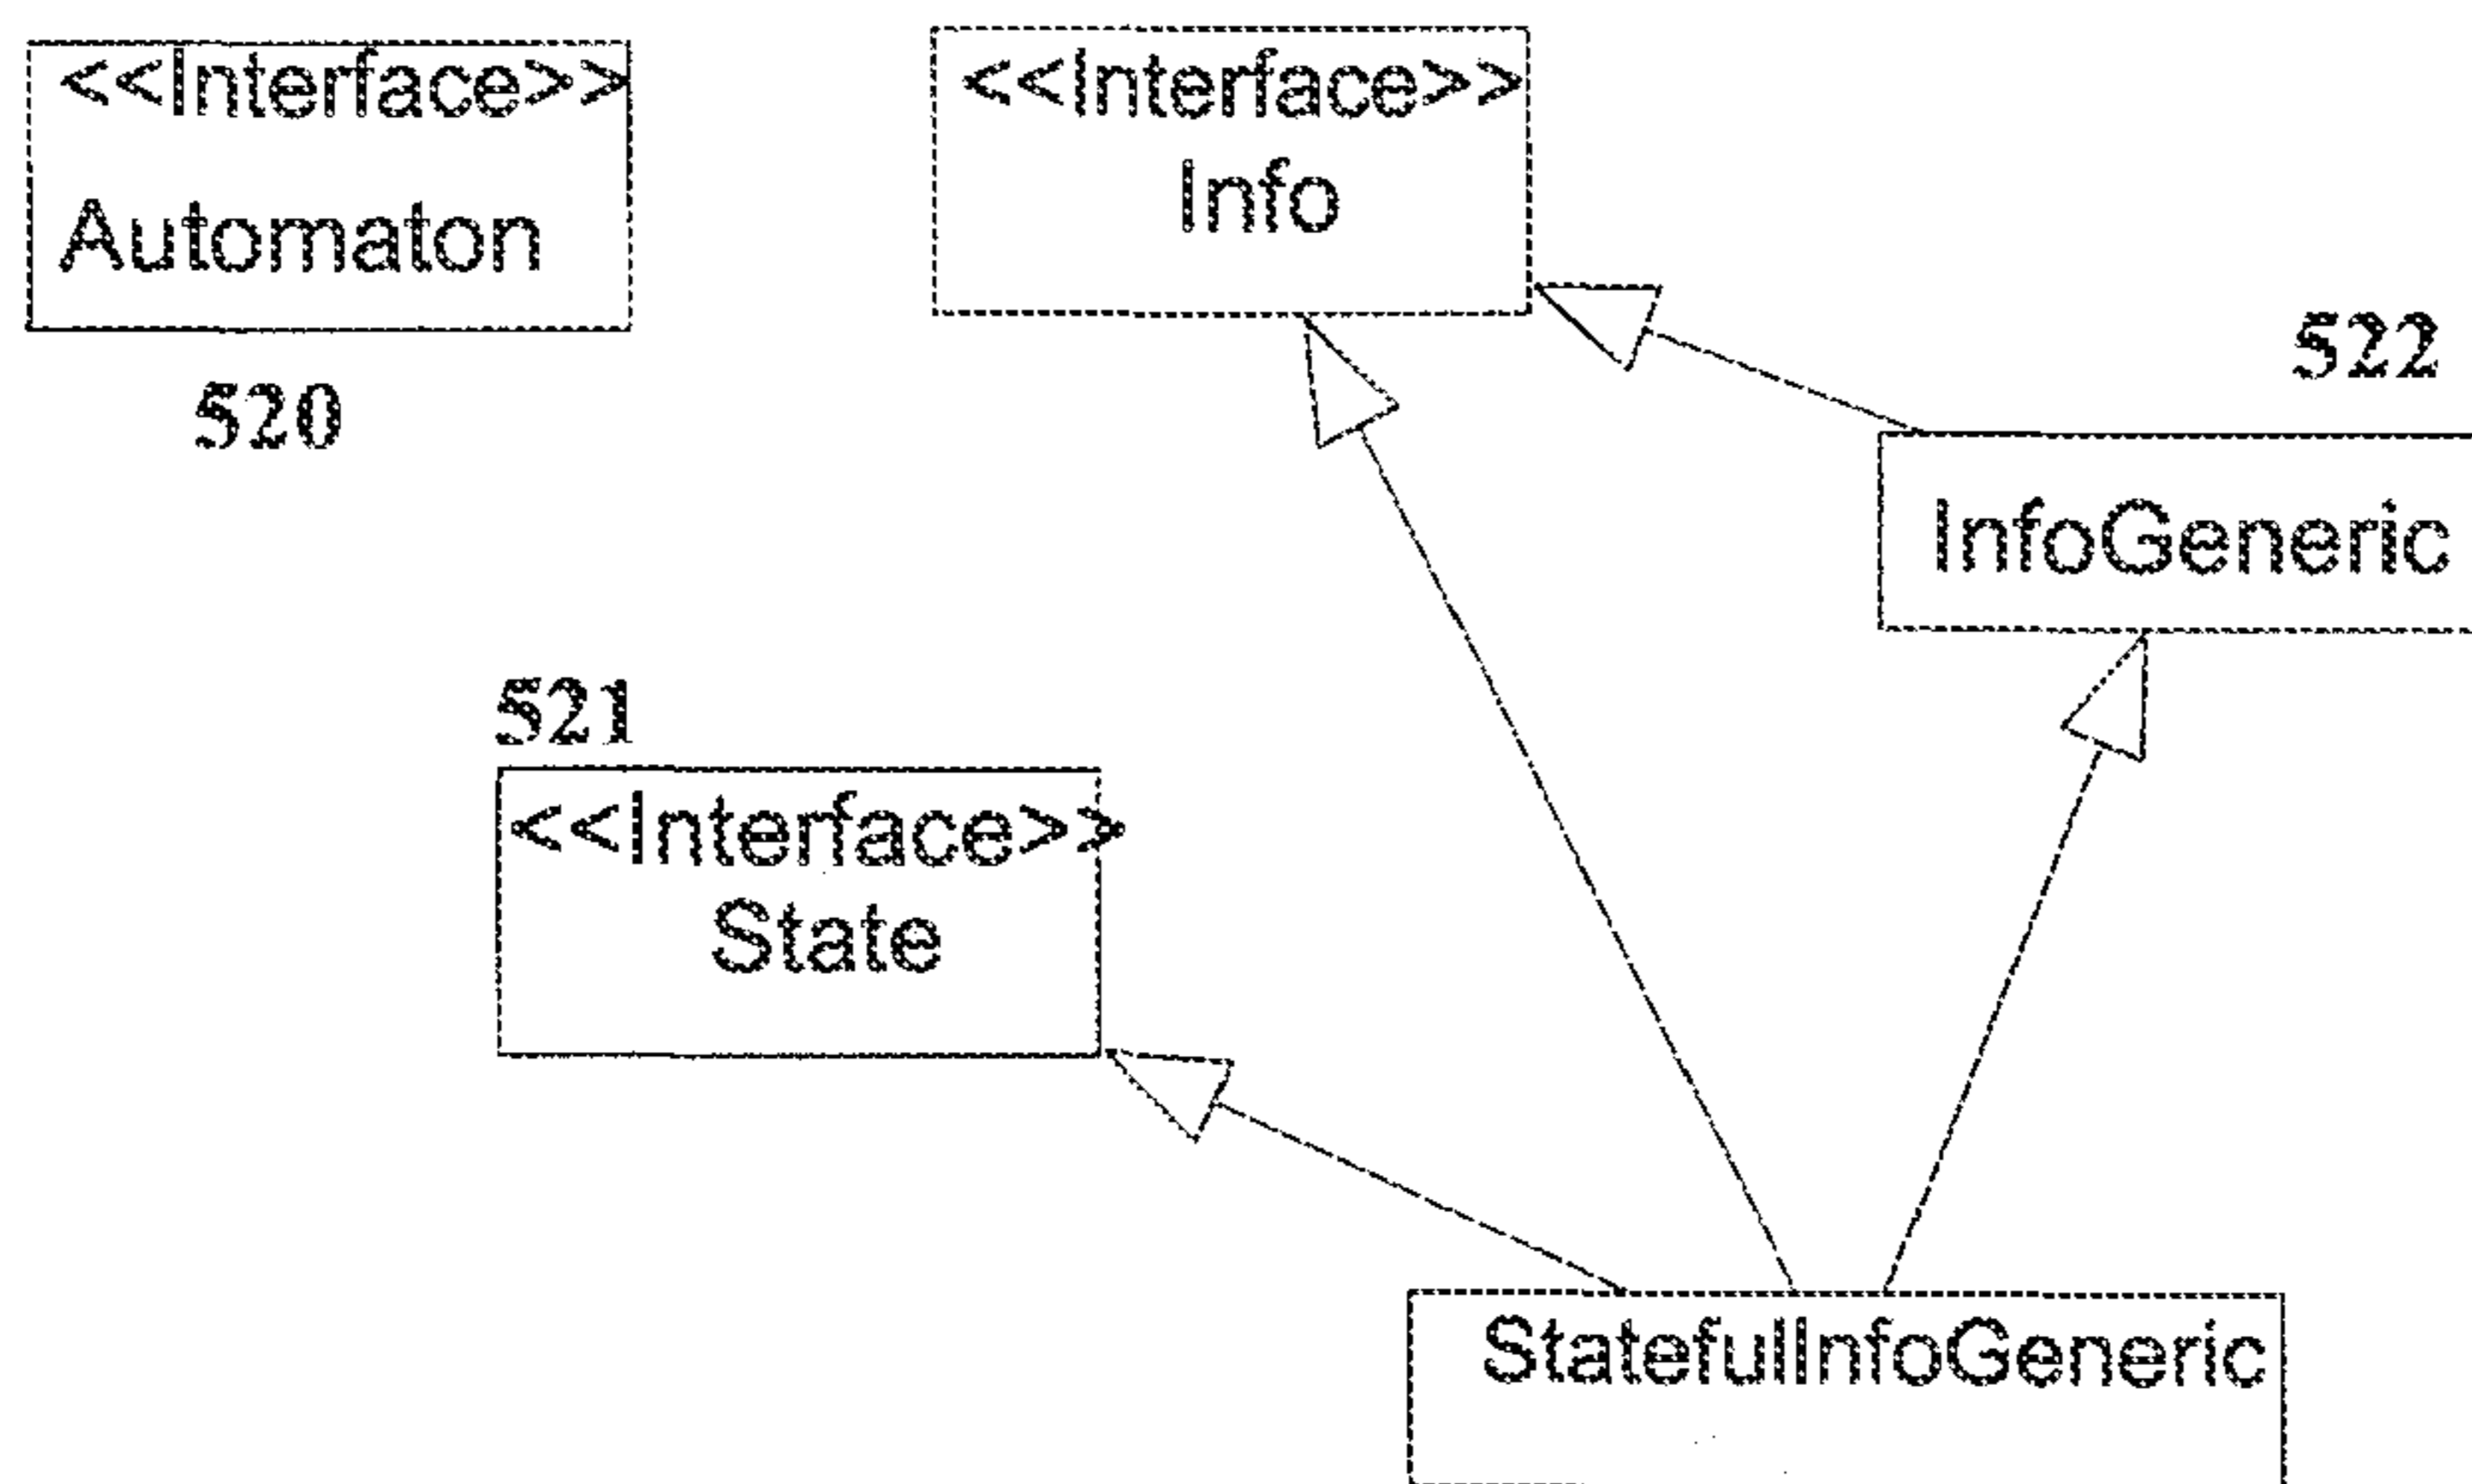 <<Interface>>
Automaton
520
<<Interface>>
Info
522
InfoGeneric
521
<<Interface>>
State
StatefulInfoGeneric